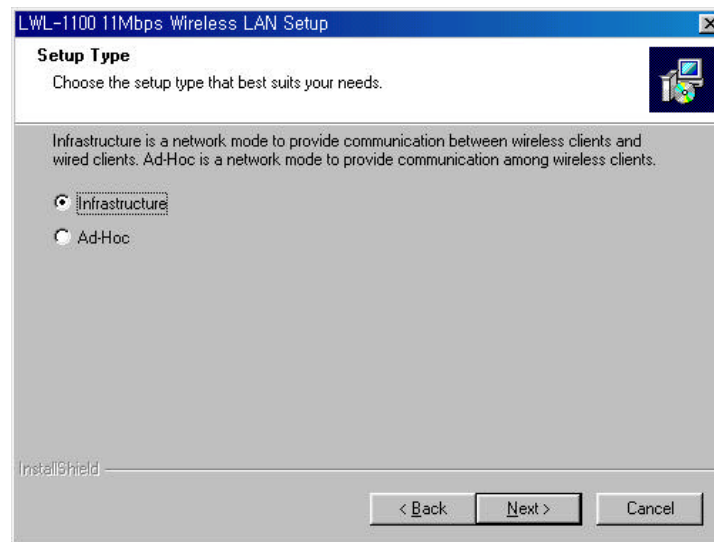 LWL-1100 11Mbps Wireless LAN Setup
Setup Type
Choose the setup type that best suits your needs.
Infrastructure is a network mode to provide communication between wireless clients and
wired clients. Ad-Hoc is a network mode to provide communication among wireless clients.
Infrastructure
Ad-Hoc
InstallShield
< Back
Next >
Cancel